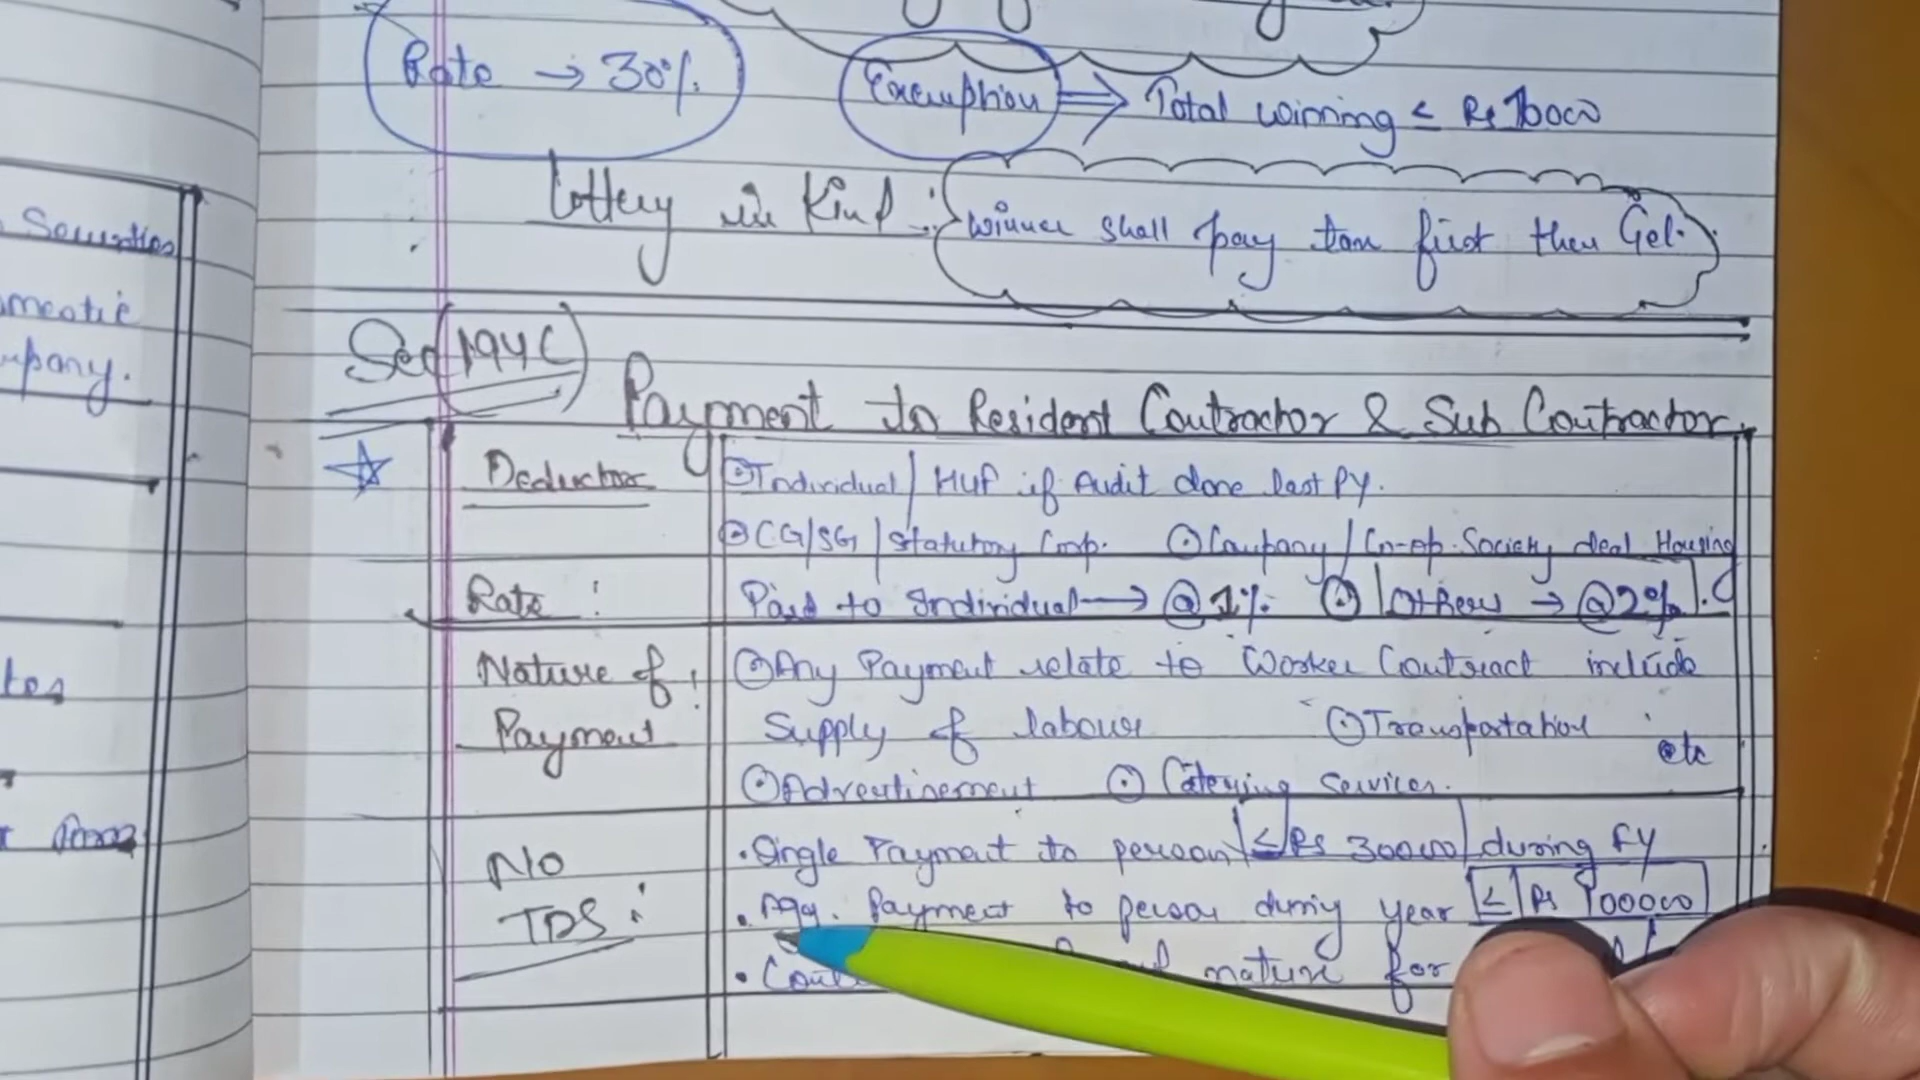 Rate → 30%.
Exemption ⇒ Total winning ≤ Rs 10000
lottery in Kind :
winner shall pay tax first then Get.
Securities
mestic
mpany.
tes
Sec (194C)
Payment to Resident Contractor & Sub Contractor.
Deductor
⊙ Individual / HUF if Audit done last PY.
⊙ CG/SG / Statutory Corp. ⊙ Company / Co-op. Society deal Housing
Rate : Paid to Individual → @ 1% ⊙ Others → @2%.
Nature of : ⊙ Any Payment relate to Worker Contract include
Payment Supply of labour ⊙ Transportation etc
⊙ Advertisement ⊙ Catering Services.
No • Single Payment to person ≤ Rs 30000 during FY
TDS : • Agg. Payment to person during year ≤ Rs 100000
• nature for